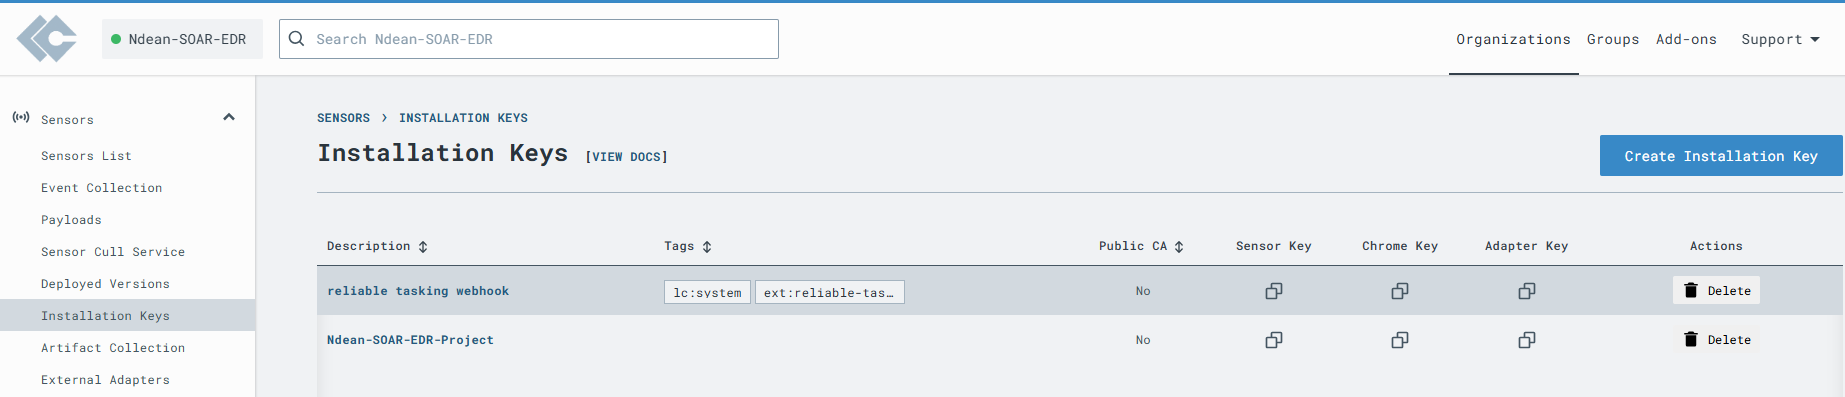 Ndean-SOAR-EDR
Search Ndean-SOAR-EDR
Organizations Groups Add-ons Support
Sensors
Sensors List
Event Collection
Payloads
Sensor Cull Service
Deployed Versions
Installation Keys
Artifact Collection
External Adapters
SENSORS > INSTALLATION KEYS
Installation Keys [VIEW DOCS]
Create Installation Key
Description Tags Public CA Sensor Key Chrome Key Adapter Key Actions
reliable tasking webhook lc:system ext:reliable-tas… No Delete
Ndean-SOAR-EDR-Project No Delete